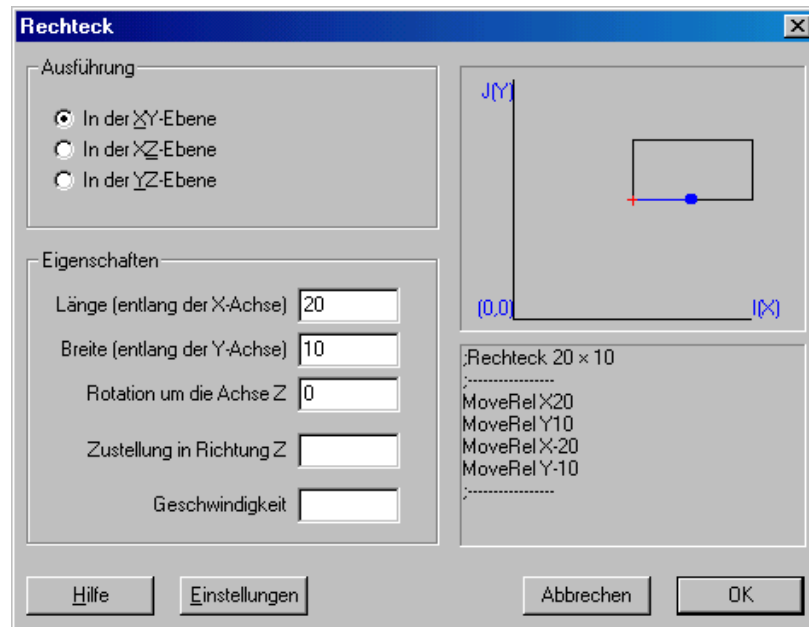 Rechteck
Ausführung
In der XY-Ebene
In der XZ-Ebene
In der YZ-Ebene
Eigenschaften
Länge (entlang der X-Achse) 20
Breite (entlang der Y-Achse) 10
Rotation um die Achse Z 0
Zustellung in Richtung Z
Geschwindigkeit
J(Y)
(0,0)
I(X)
;Rechteck 20 × 10
;----------------
MoveRel X20
MoveRel Y10
MoveRel X-20
MoveRel Y-10
;----------------
Hilfe
Einstellungen
Abbrechen
OK